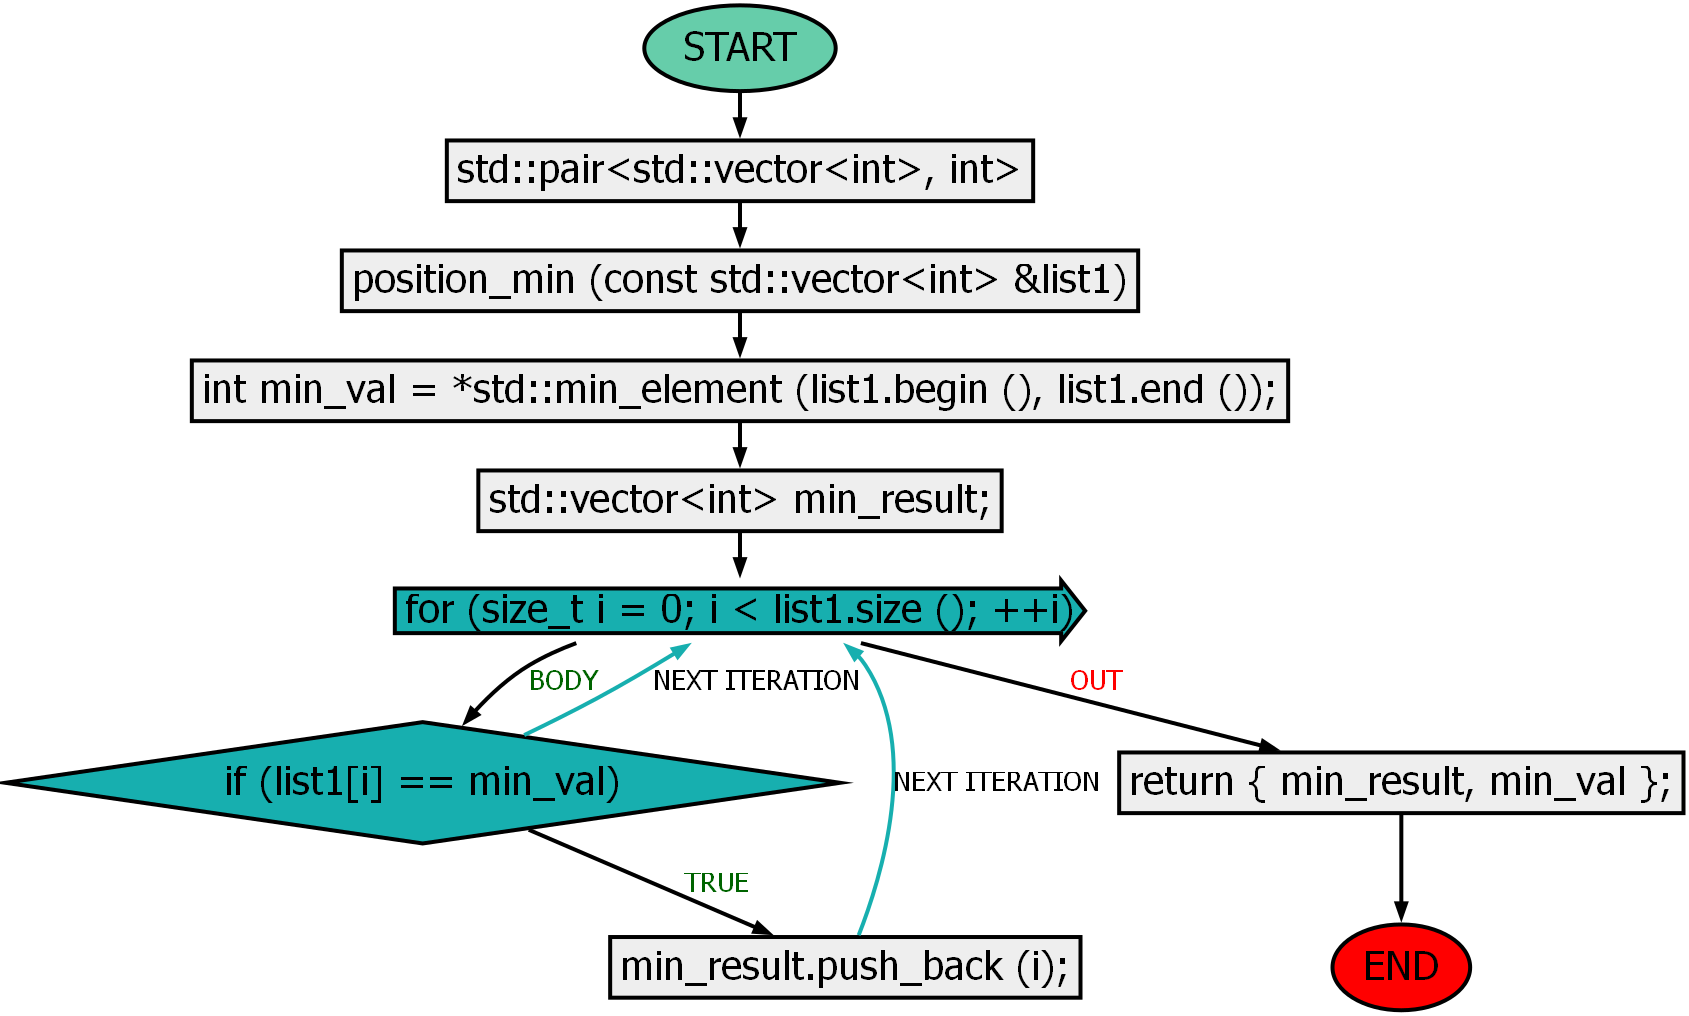 START
std::pair<std::vector<int>, int>
position_min (const std::vector<int> &list1)
int min_val = *std::min_element (list1.begin (), list1.end ());
std::vector<int> min_result;
for (size_t i = 0; i < list1.size (); ++i)
BODY
NEXT ITERATION
OUT
if (list1[i] == min_val)
NEXT ITERATION
return { min_result, min_val };
TRUE
min_result.push_back (i);
END